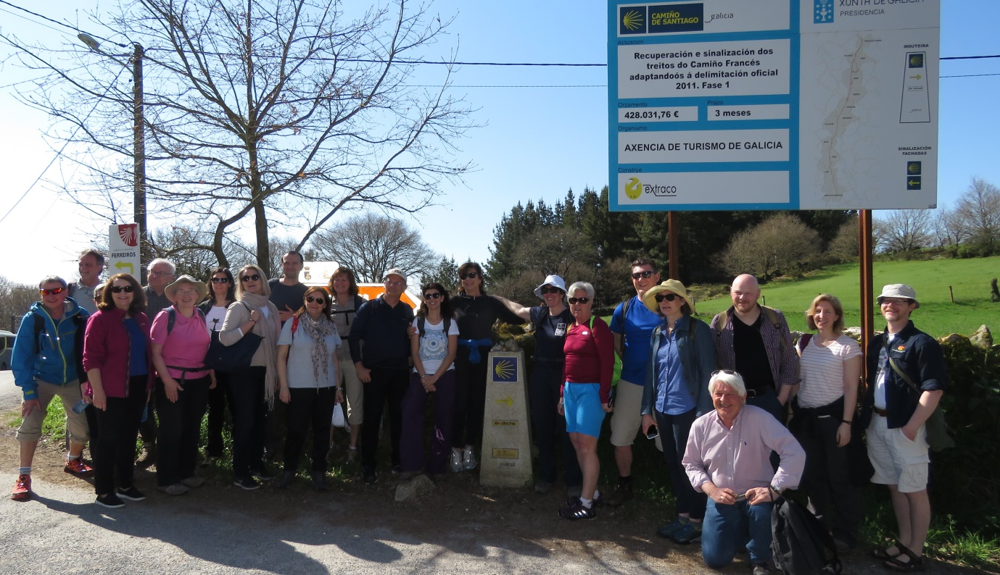 CAMIÑO
DE SANTIAGO
galicia
XUNTA DE GALICIA
PRESIDENCIA
Actuación
Recuperación e sinalización dos
treitos do Camiño Francés
adaptandoós á delimitación oficial
2011. Fase 1
Orzamento
428.031,76 €
Prazo
3 meses
Organismo
AXENCIA DE TURISMO DE GALICIA
Construe
extraco
MOUTEIRA
SINALIZACIÓN
FACHADAS
FERREIROS
galicia